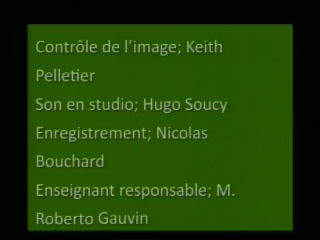 Contrôle de l'image; Keith
Pelletier
Son en studio; Hugo Soucy
Enregistrement; Nicolas
Bouchard
Enseignant responsable; M.
Roberto Gauvin